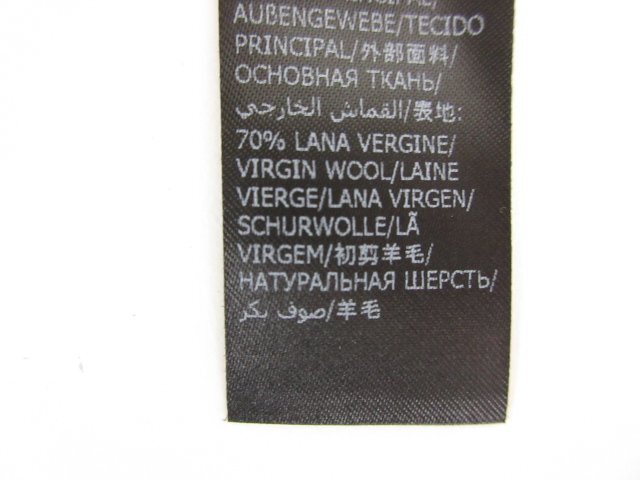 AUßENGEWEBE/TECIDO
PRINCIPAL/外部面料/
ОСНОВНАЯ ТКАНЬ/
القماش الخارجي/表地:
70% LANA VERGINE/
VIRGIN WOOL/LAINE
VIERGE/LANA VIRGEN/
SCHURWOLLE/LÃ
VIRGEM/初剪羊毛/
НАТУРАЛЬНАЯ ШЕРСТЬ/
صوف بكر/羊毛